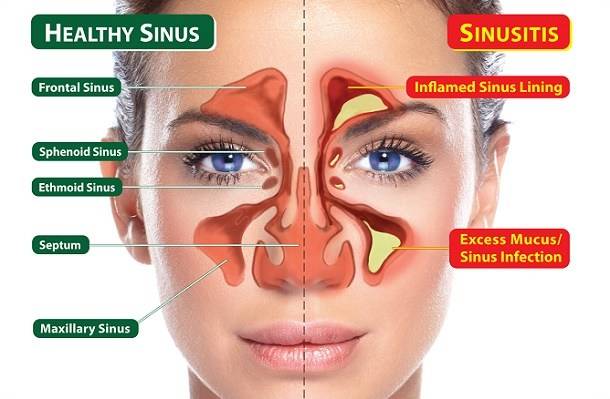 HEALTHY SINUS
SINUSITIS
Frontal Sinus
Inflamed Sinus Lining
Sphenoid Sinus
Ethmoid Sinus
Septum
Excess Mucus/
Sinus Infection
Maxillary Sinus